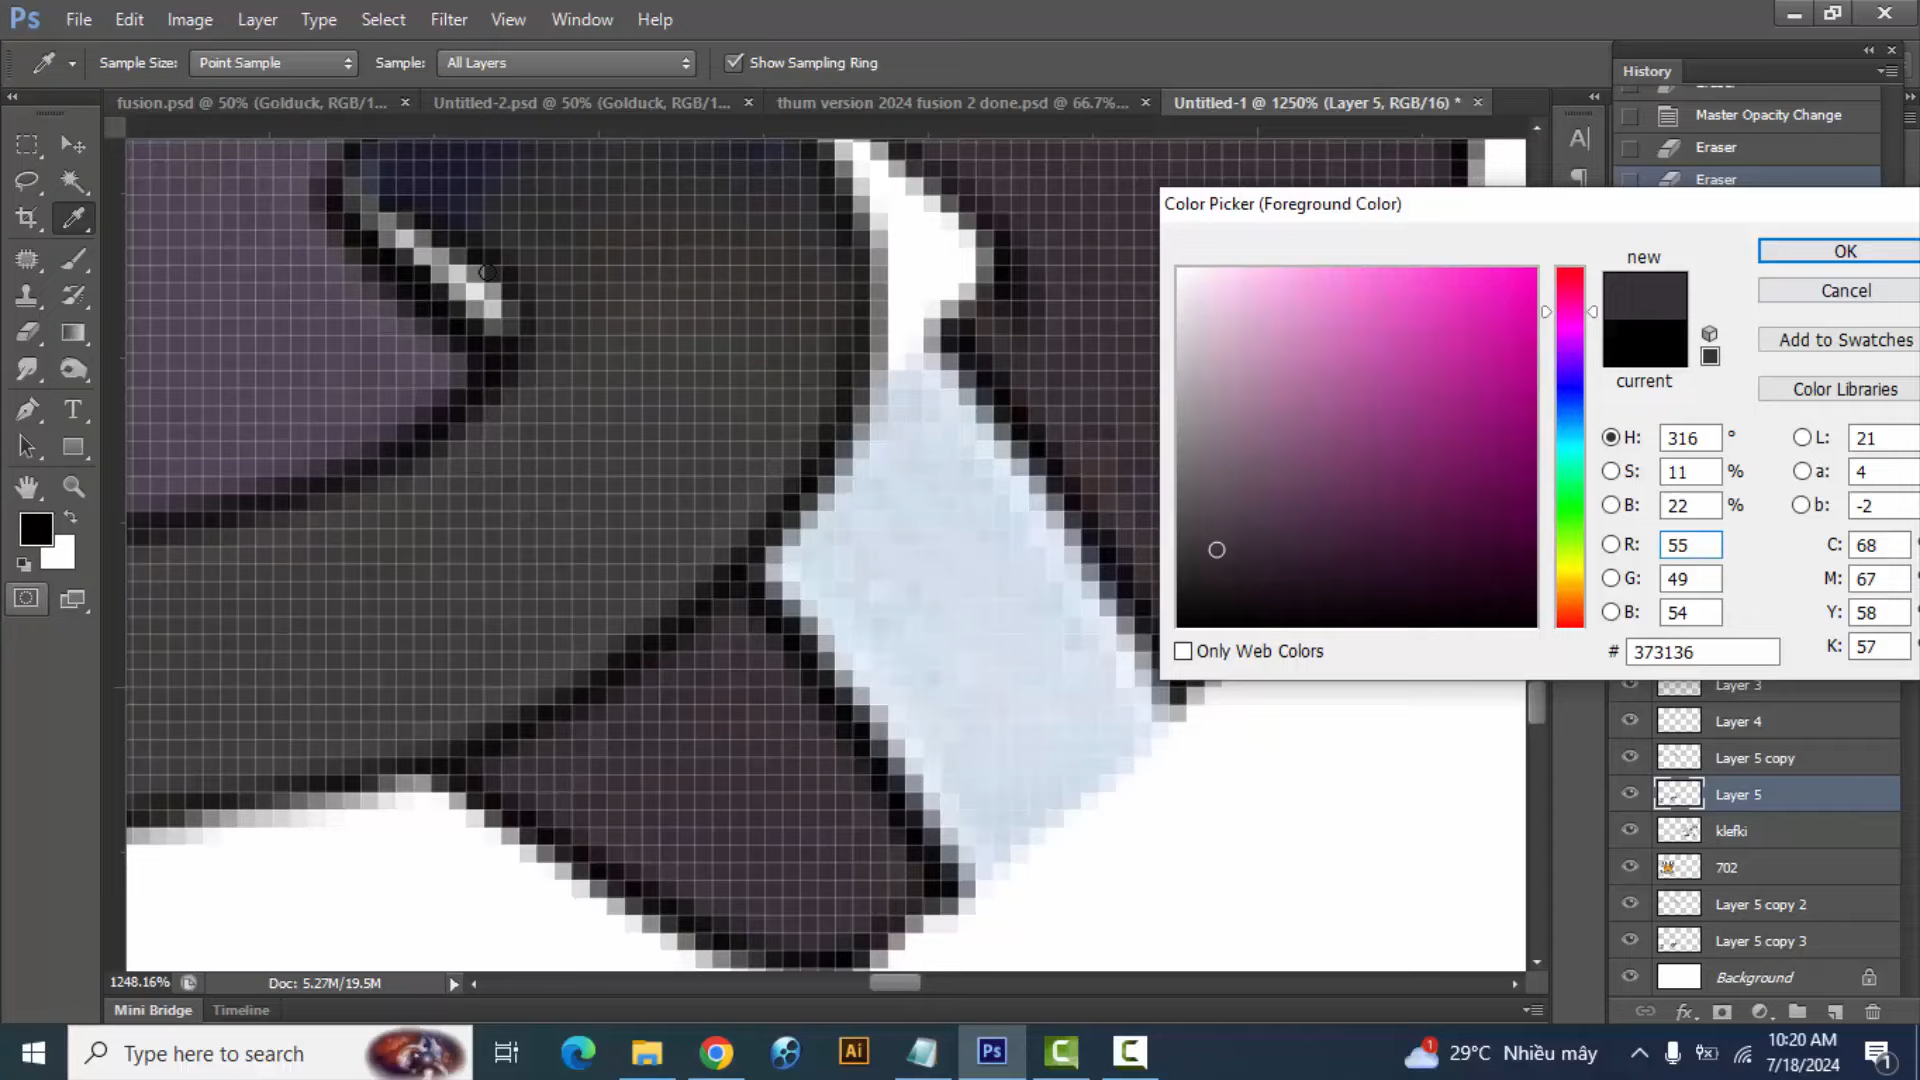 Ps File Edit Image Layer Type Select Filter View Window Help
Sample Size: Point Sample Sample: All Layers Show Sampling Ring
fusion.psd @ 50% (Golduck, RGB/1... × Untitled-2.psd @ 50% (Golduck, RGB/1... × thum version 2024 fusion 2 done.psd @ 66.7%... × Untitled-1 @ 1250% (Layer 5, RGB/16) * ×
History
Master Opacity Change
Eraser
Eraser
Color Picker (Foreground Color)
new
current
OK
Cancel
Add to Swatches
Color Libraries
H: 316 ° L: 21
S: 11 % a: 4
B: 22 % b: -2
R: 55 C: 68
G: 49 M: 67
B: 54 Y: 58
# 373136 K: 57
Only Web Colors
Layer 3
Layer 4
Layer 5 copy
Layer 5
klefki
702
Layer 5 copy 2
Layer 5 copy 3
Background
1248.16% Doc: 5.27M/19.5M
Mini Bridge Timeline
Type here to search
Ai Ps
29°C Nhiều mây
10:20 AM
7/18/2024